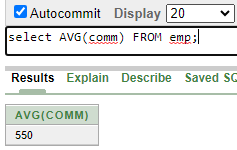 Autocommit Display 20
select AVG(comm) FROM emp;
Results Explain Describe Saved SQ
AVG(COMM)
550